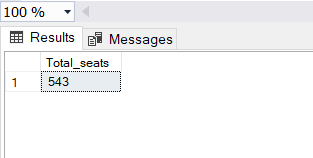 100 %
Results Messages
Total_seats
1 543